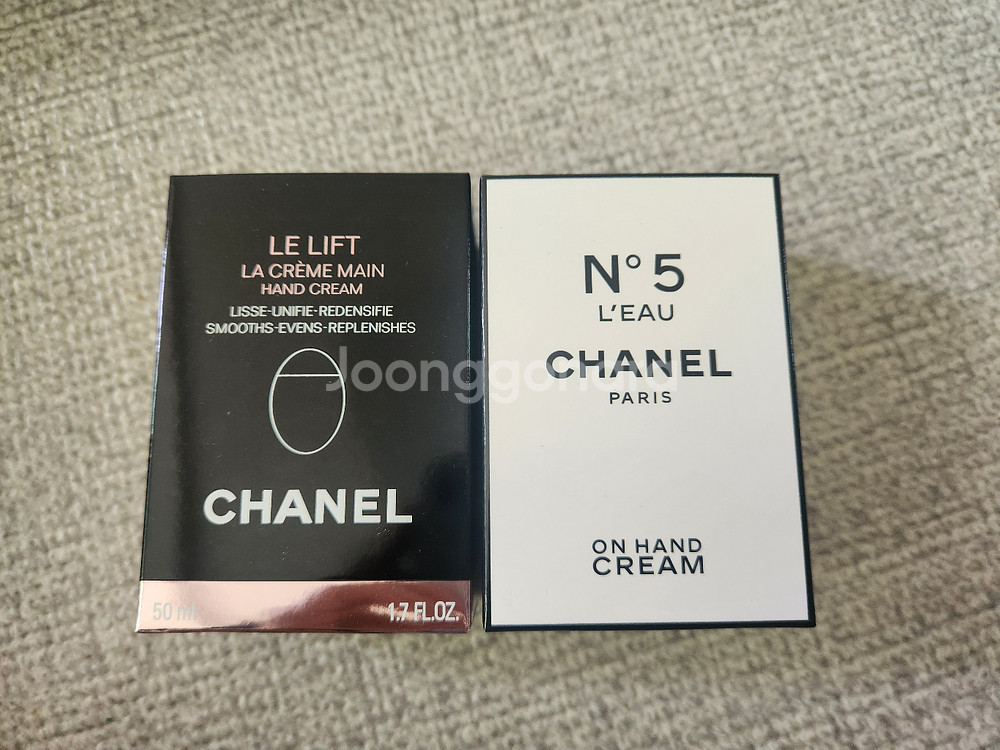 LE LIFT
LA CRÈME MAIN
HAND CREAM
LISSE-UNIFIE-REDENSIFIE
SMOOTHS-EVENS-REPLENISHES
CHANEL
50 ml
1.7 FL.OZ.
N°5
L'EAU
CHANEL
PARIS
ON HAND
CREAM
Joonggonara